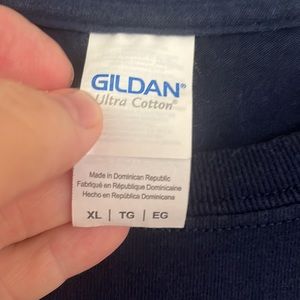 GILDAN®
Ultra Cotton®
Made in Dominican Republic
Fabriqué en République Dominicaine
Hecho en República Dominicana
XL | TG | EG